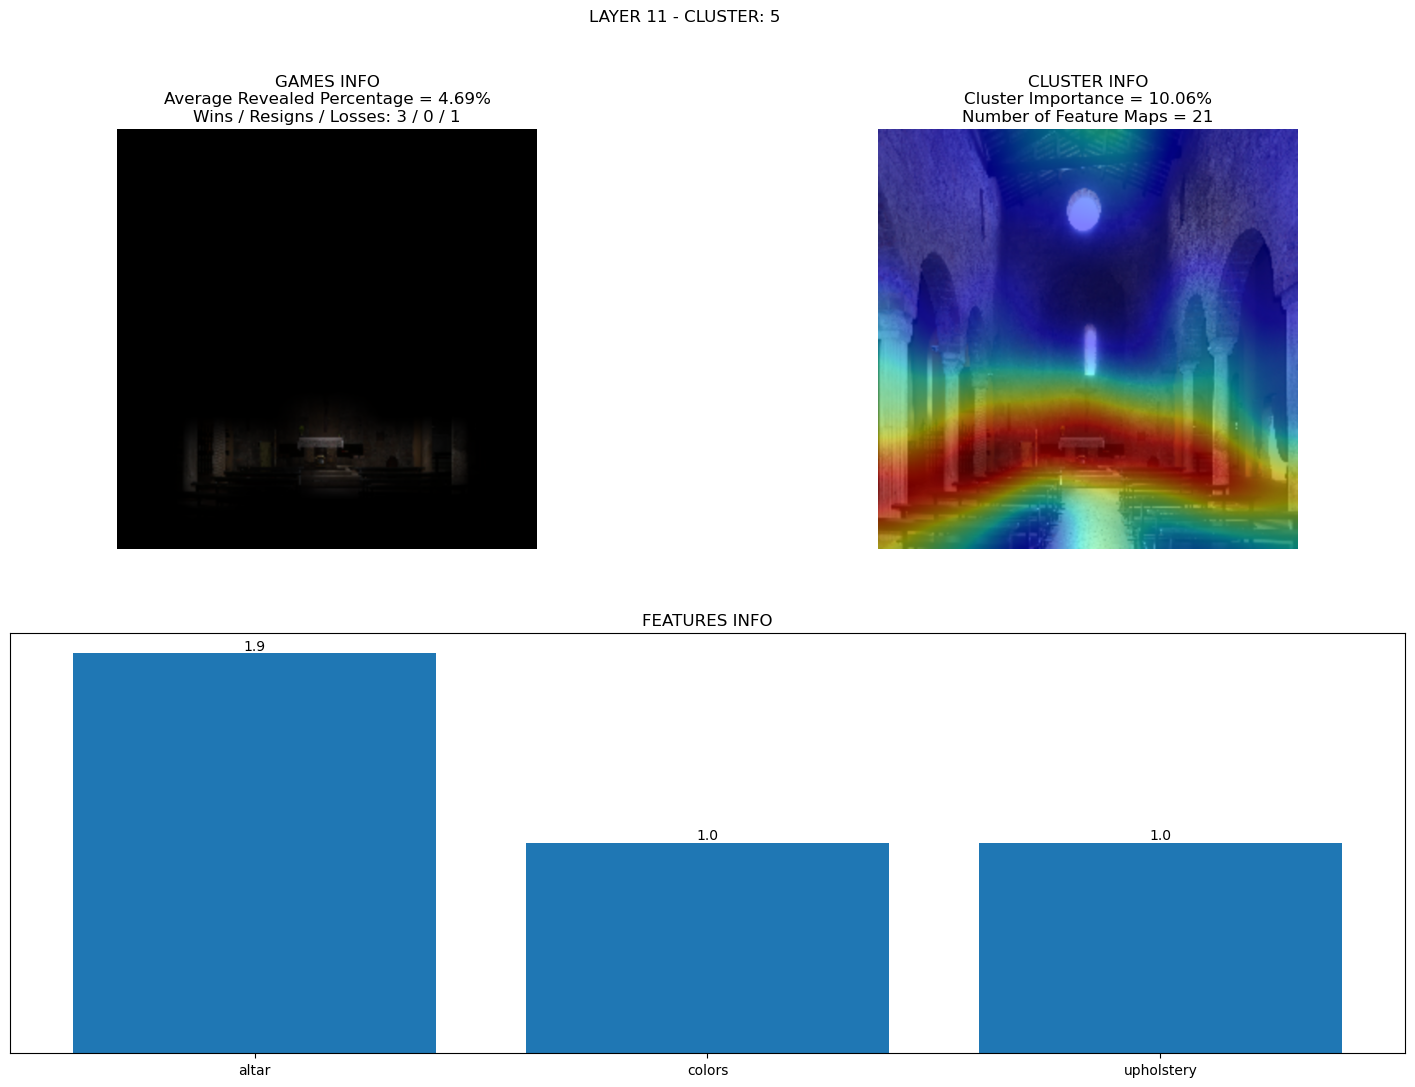 LAYER 11 - CLUSTER: 5
GAMES INFO
Average Revealed Percentage = 4.69%
Wins / Resigns / Losses: 3 / 0 / 1
CLUSTER INFO
Cluster Importance = 10.06%
Number of Feature Maps = 21
FEATURES INFO
1.9
1.0
1.0
altar
colors
upholstery